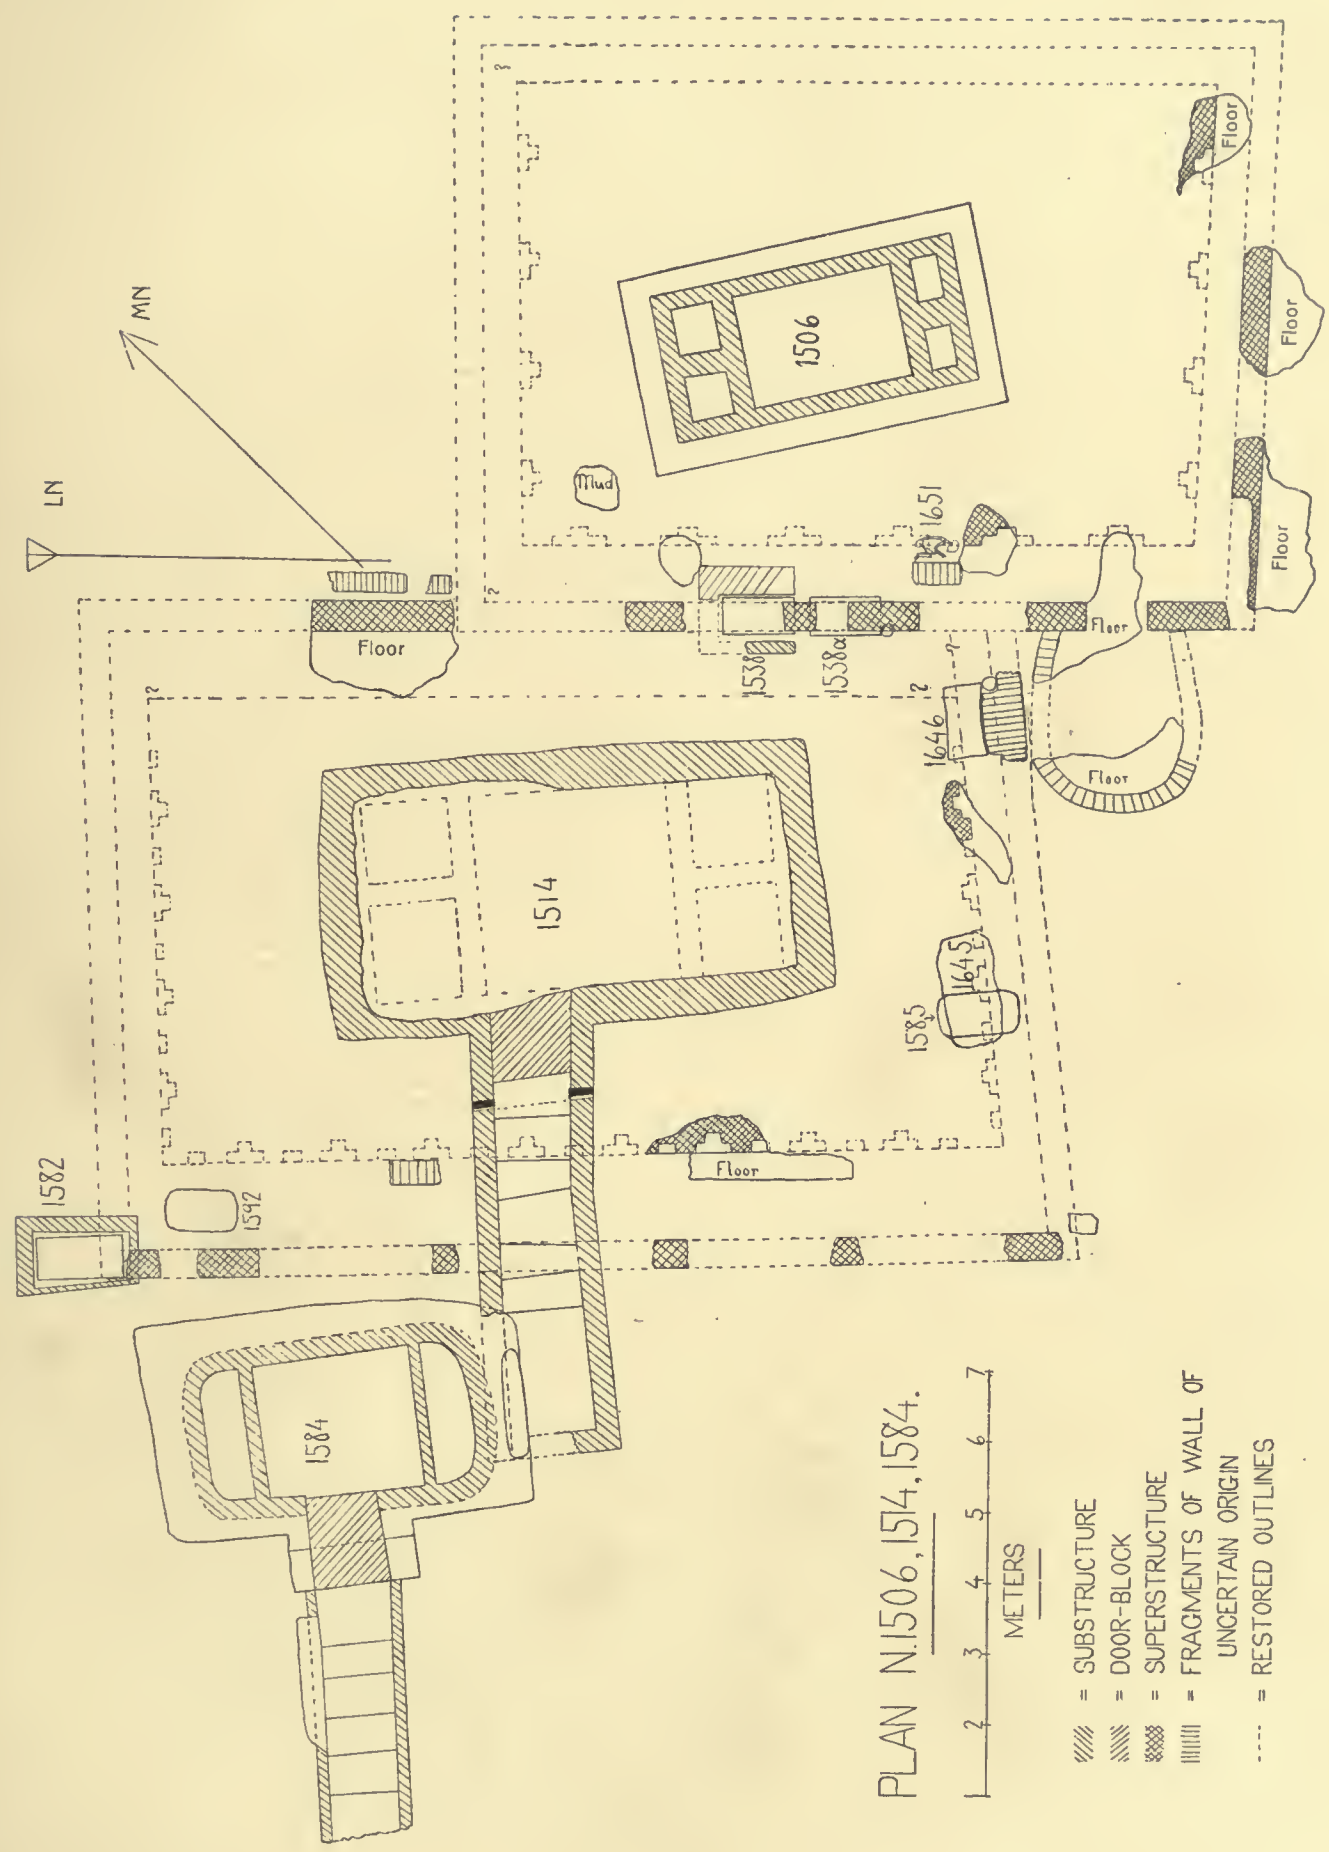 LN
MN
?
?
Floor
Floor
Floor
1506
Mud
1651
1538
1538a
Floor
Floor
?
?
?
1646
Floor
1514
1645
1585
1582
1592
Floor
1584
PLAN N.1506,1514,1584.
1 2 3 4 5 6 7
METERS
= SUBSTRUCTURE
= DOOR-BLOCK
= SUPERSTRUCTURE
= FRAGMENTS OF WALL OF
UNCERTAIN ORIGIN
= RESTORED OUTLINES